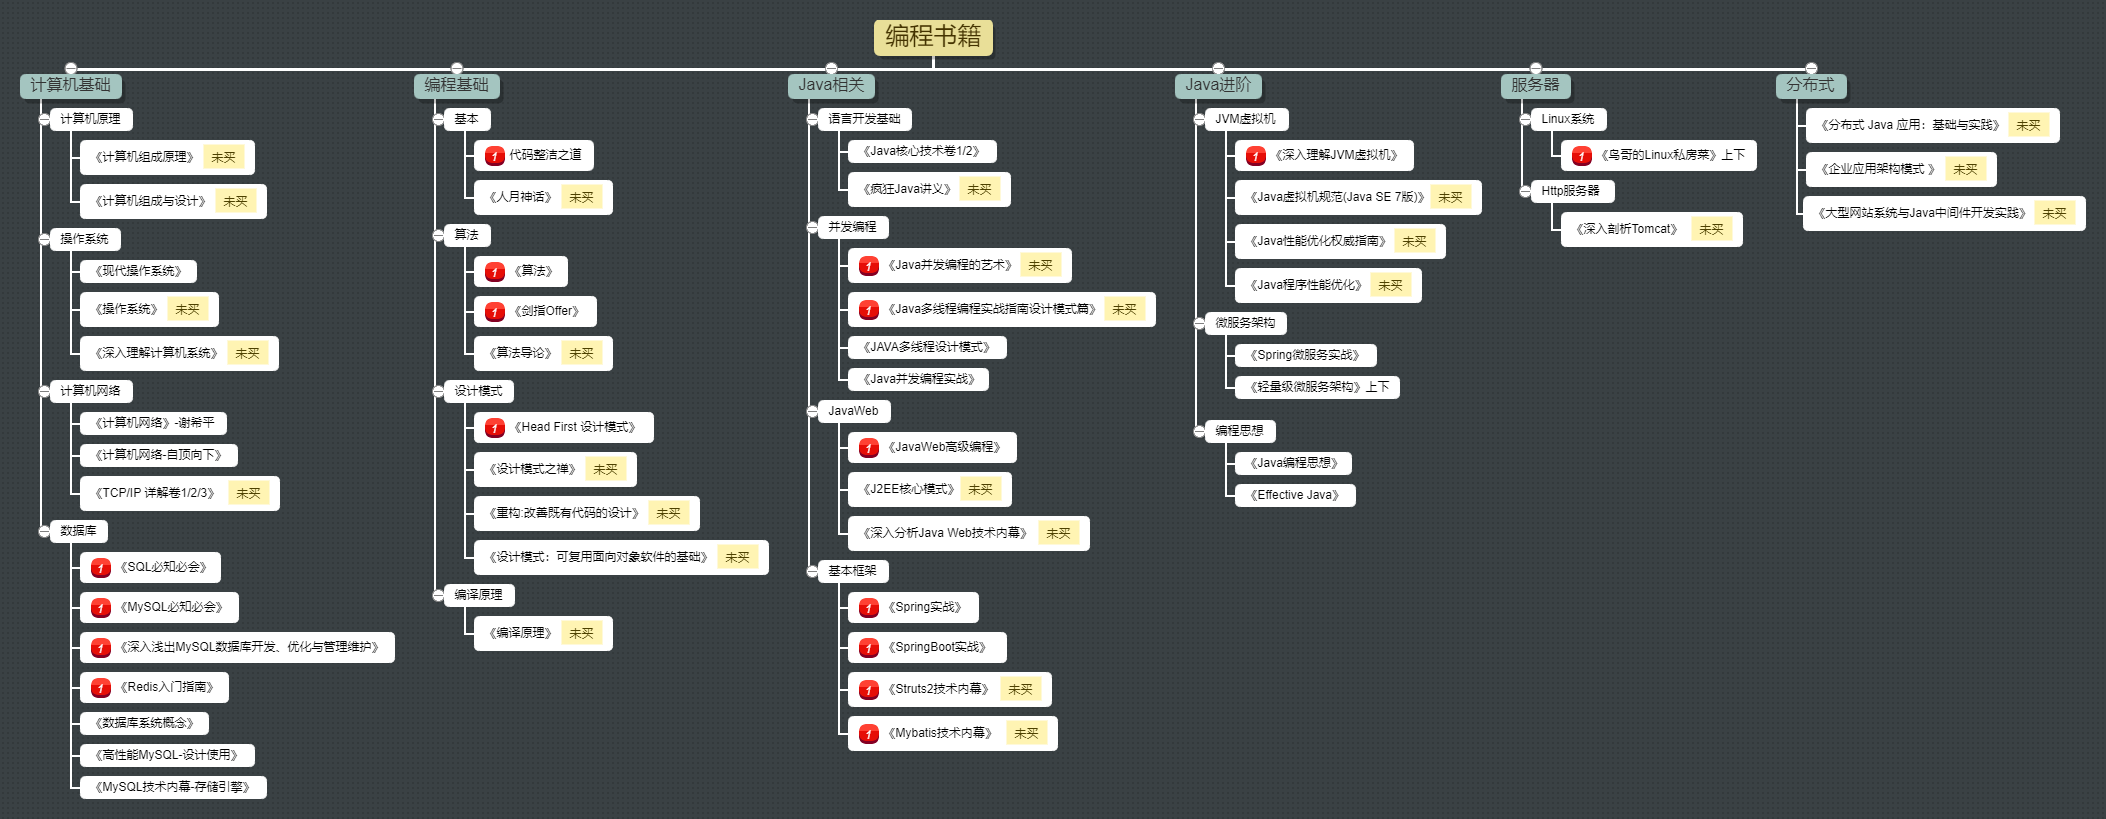 编程书籍
计算机基础
计算机原理
《计算机组成原理》 未买
《计算机组成与设计》 未买
操作系统
《现代操作系统》
《操作系统》 未买
《深入理解计算机系统》 未买
计算机网络
《计算机网络》-谢希平
《计算机网络-自顶向下》
《TCP/IP 详解卷1/2/3》 未买
数据库
1 《SQL必知必会》
1 《MySQL必知必会》
1 《深入浅出MySQL数据库开发、优化与管理维护》
1 《Redis入门指南》
《数据库系统概念》
《高性能MySQL-设计使用》
《MySQL技术内幕-存储引擎》
编程基础
基本
1 代码整洁之道
《人月神话》 未买
算法
1 《算法》
1 《剑指Offer》
《算法导论》 未买
设计模式
1 《Head First 设计模式》
《设计模式之禅》 未买
《重构:改善既有代码的设计》 未买
《设计模式：可复用面向对象软件的基础》 未买
编译原理
《编译原理》 未买
Java相关
语言开发基础
《Java核心技术卷1/2》
《疯狂Java讲义》 未买
并发编程
1 《Java并发编程的艺术》 未买
1 《Java多线程编程实战指南设计模式篇》 未买
《JAVA多线程设计模式》
《Java并发编程实战》
JavaWeb
1 《JavaWeb高级编程》
《J2EE核心模式》 未买
《深入分析Java Web技术内幕》 未买
基本框架
1 《Spring实战》
1 《SpringBoot实战》
1 《Struts2技术内幕》 未买
1 《Mybatis技术内幕》 未买
Java进阶
JVM虚拟机
1 《深入理解JVM虚拟机》
《Java虚拟机规范(Java SE 7版)》 未买
《Java性能优化权威指南》 未买
《Java程序性能优化》 未买
微服务架构
《Spring微服务实战》
《轻量级微服务架构》上下
编程思想
《Java编程思想》
《Effective Java》
服务器
Linux系统
1 《鸟哥的Linux私房菜》上下
Http服务器
《深入剖析Tomcat》 未买
分布式
《分布式 Java 应用：基础与实践》 未买
《企业应用架构模式 》 未买
《大型网站系统与Java中间件开发实践》 未买